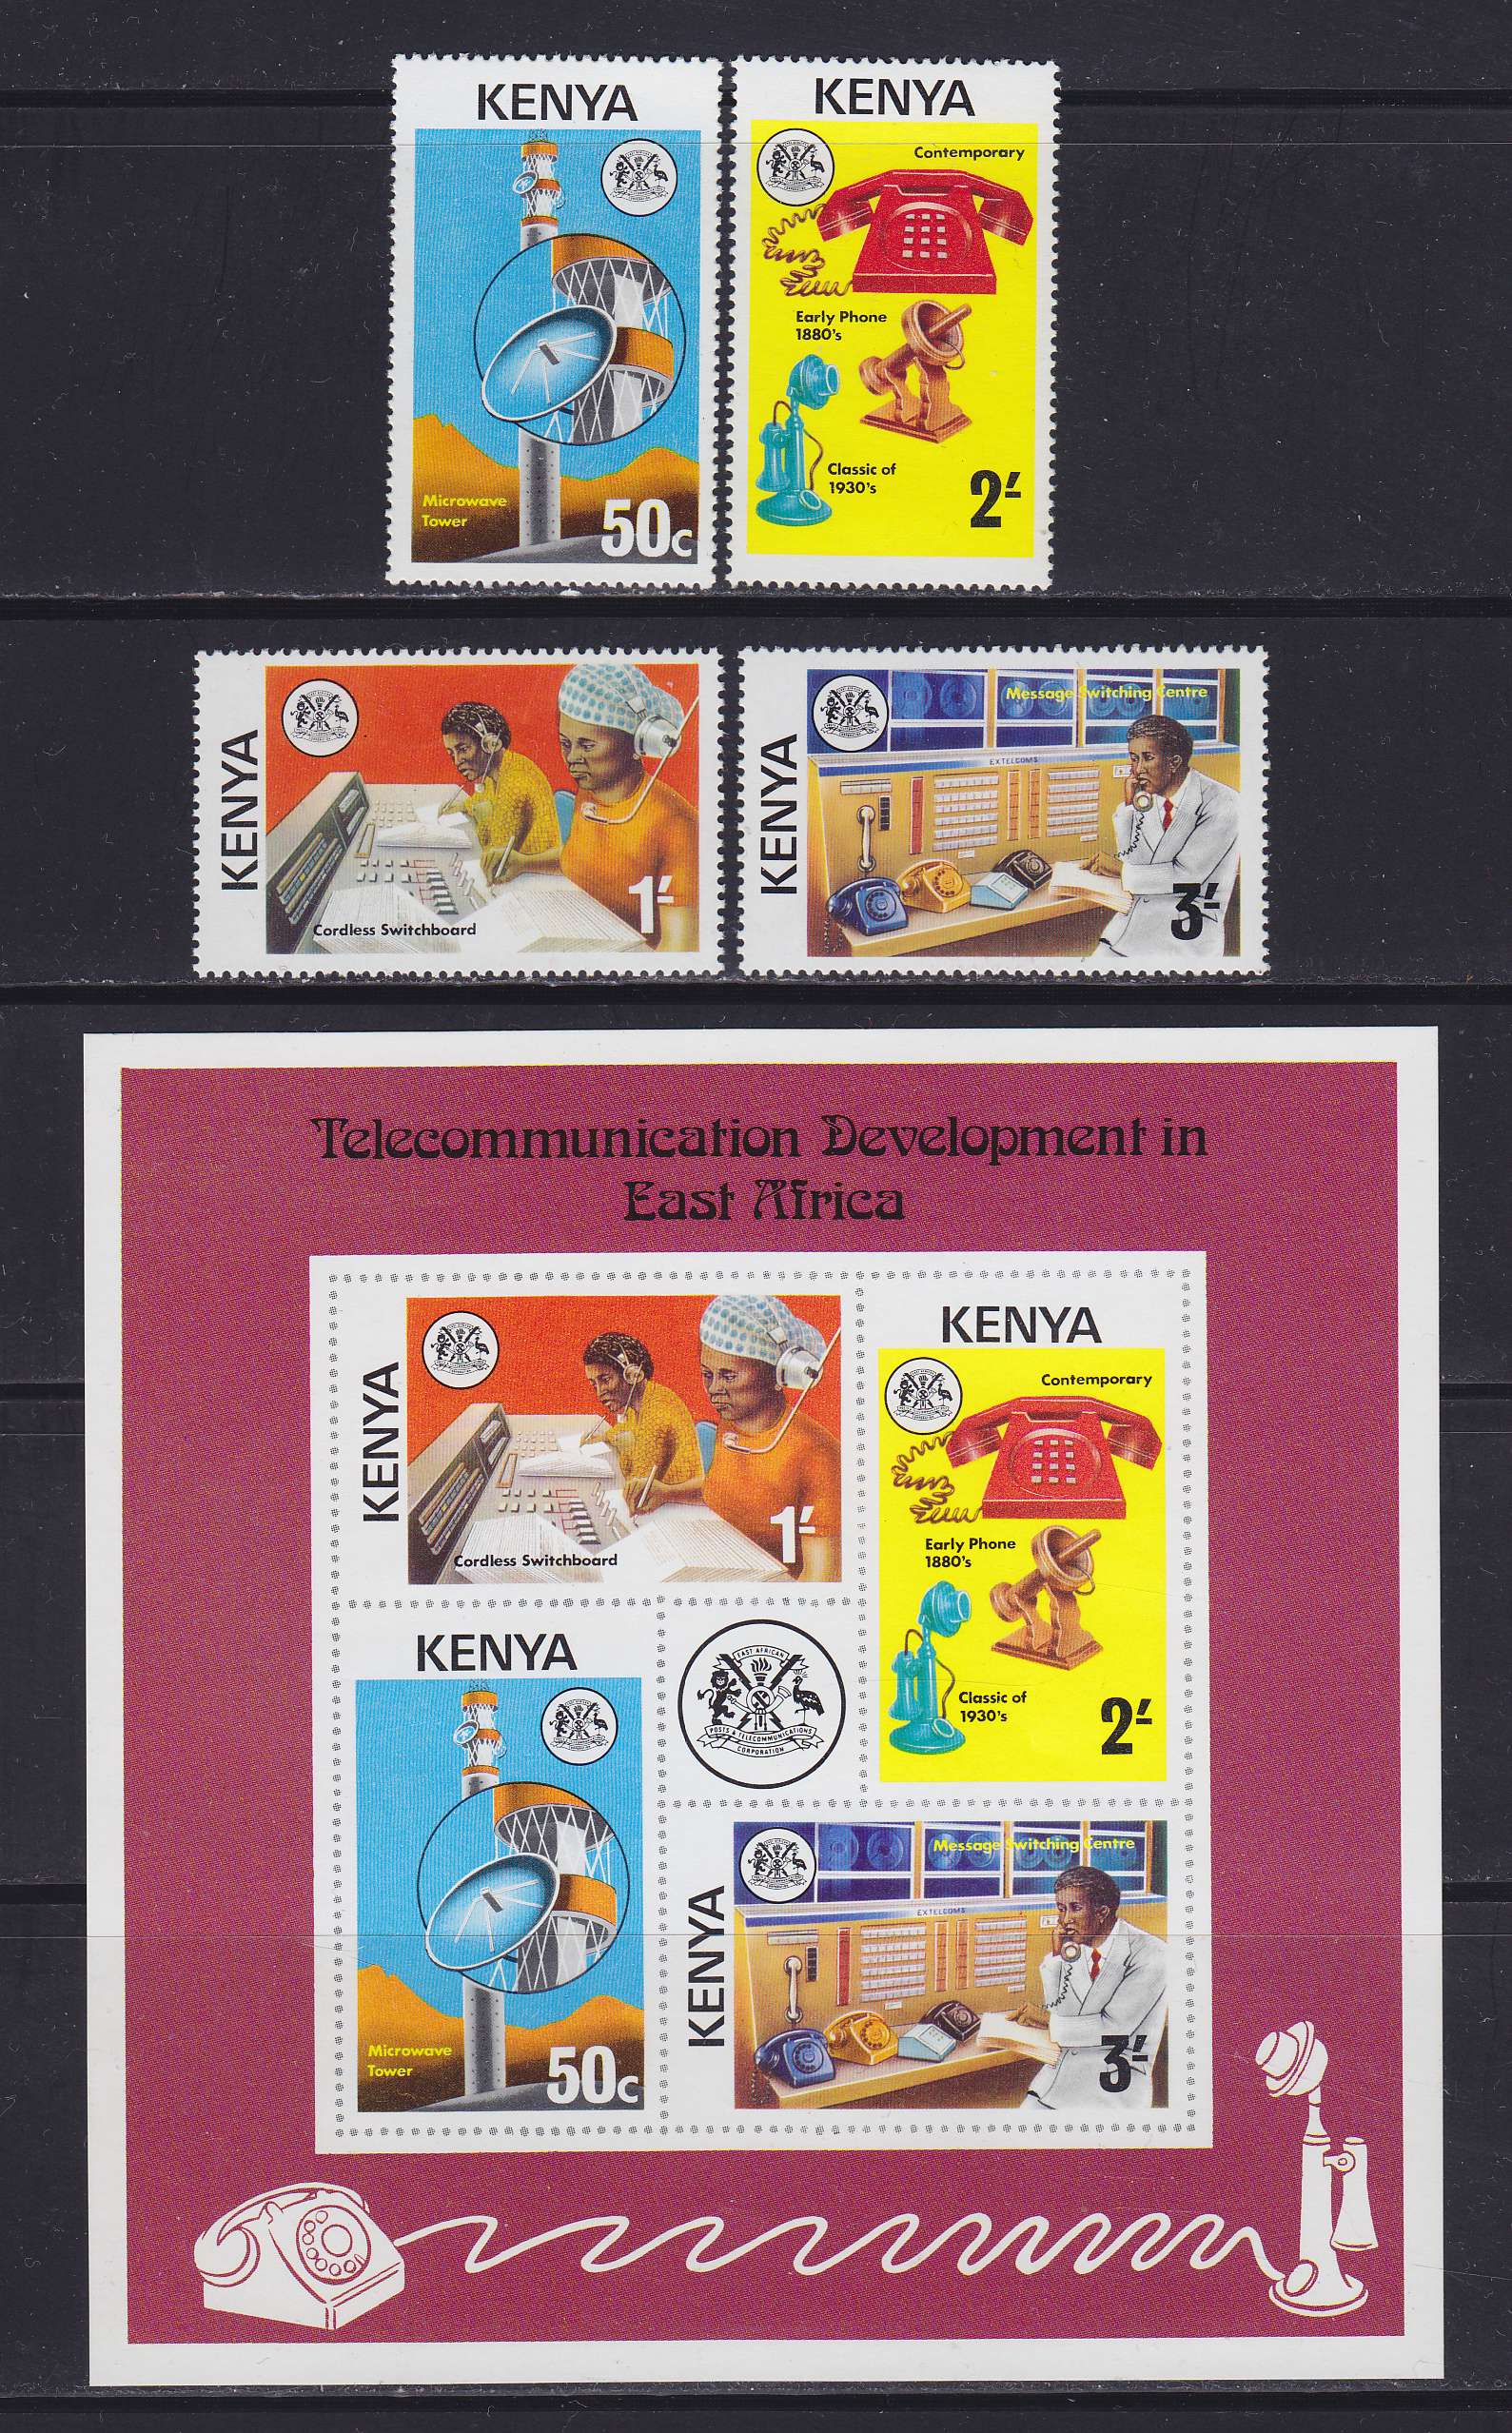 KENYA
Microwave
Tower
50c
KENYA
Contemporary
Early Phone
1880's
Classic of
1930's
2/-
KENYA
Cordless Switchboard
1/-
KENYA
Message Switching Centre
EXTELCOMS
3/-
Telecommunication Development in
East Africa
KENYA
Cordless Switchboard
1/-
KENYA
Contemporary
Early Phone
1880's
Classic of
1930's
2/-
KENYA
Microwave
Tower
50c
EAST AFRICAN
POSTS & TELECOMMUNICATIONS
CORPORATION
KENYA
Message Switching Centre
EXTELCOMS
3/-